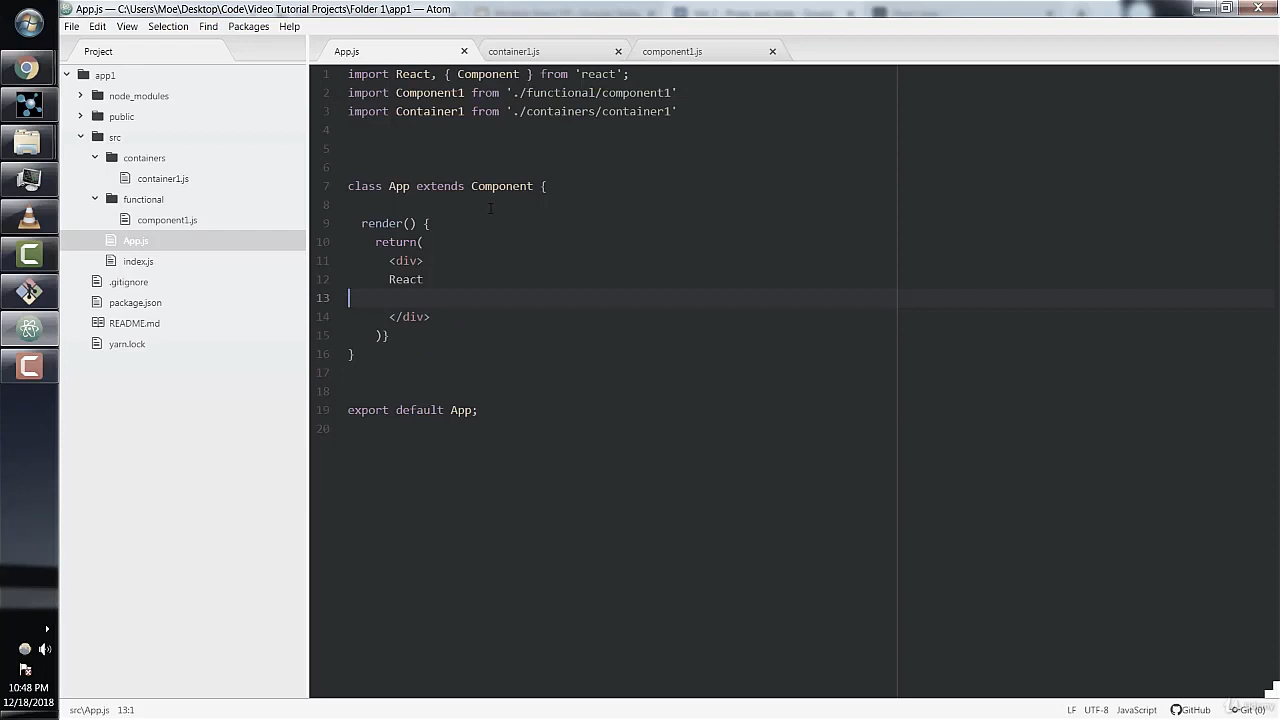 App.js — C:\Users\Moe\Desktop\Code\Video Tutorial Projects\Folder 1\app1 — Atom
File Edit View Selection Find Packages Help
Project
App.js
container1.js
component1.js
app1
node_modules
public
src
containers
container1.js
functional
component1.js
App.js
index.js
.gitignore
package.json
README.md
yarn.lock
1 import React, { Component } from 'react';
2 import Component1 from './functional/component1'
3 import Container1 from './containers/container1'
4
5
6
7 class App extends Component {
8
9 render() {
10 return(
11 <div>
12 React
13
14 </div>
15 )}
16 }
17
18
19 export default App;
20
10:48 PM
12/18/2018
src\App.js 13:1
LF UTF-8 JavaScript GitHub Git (0)